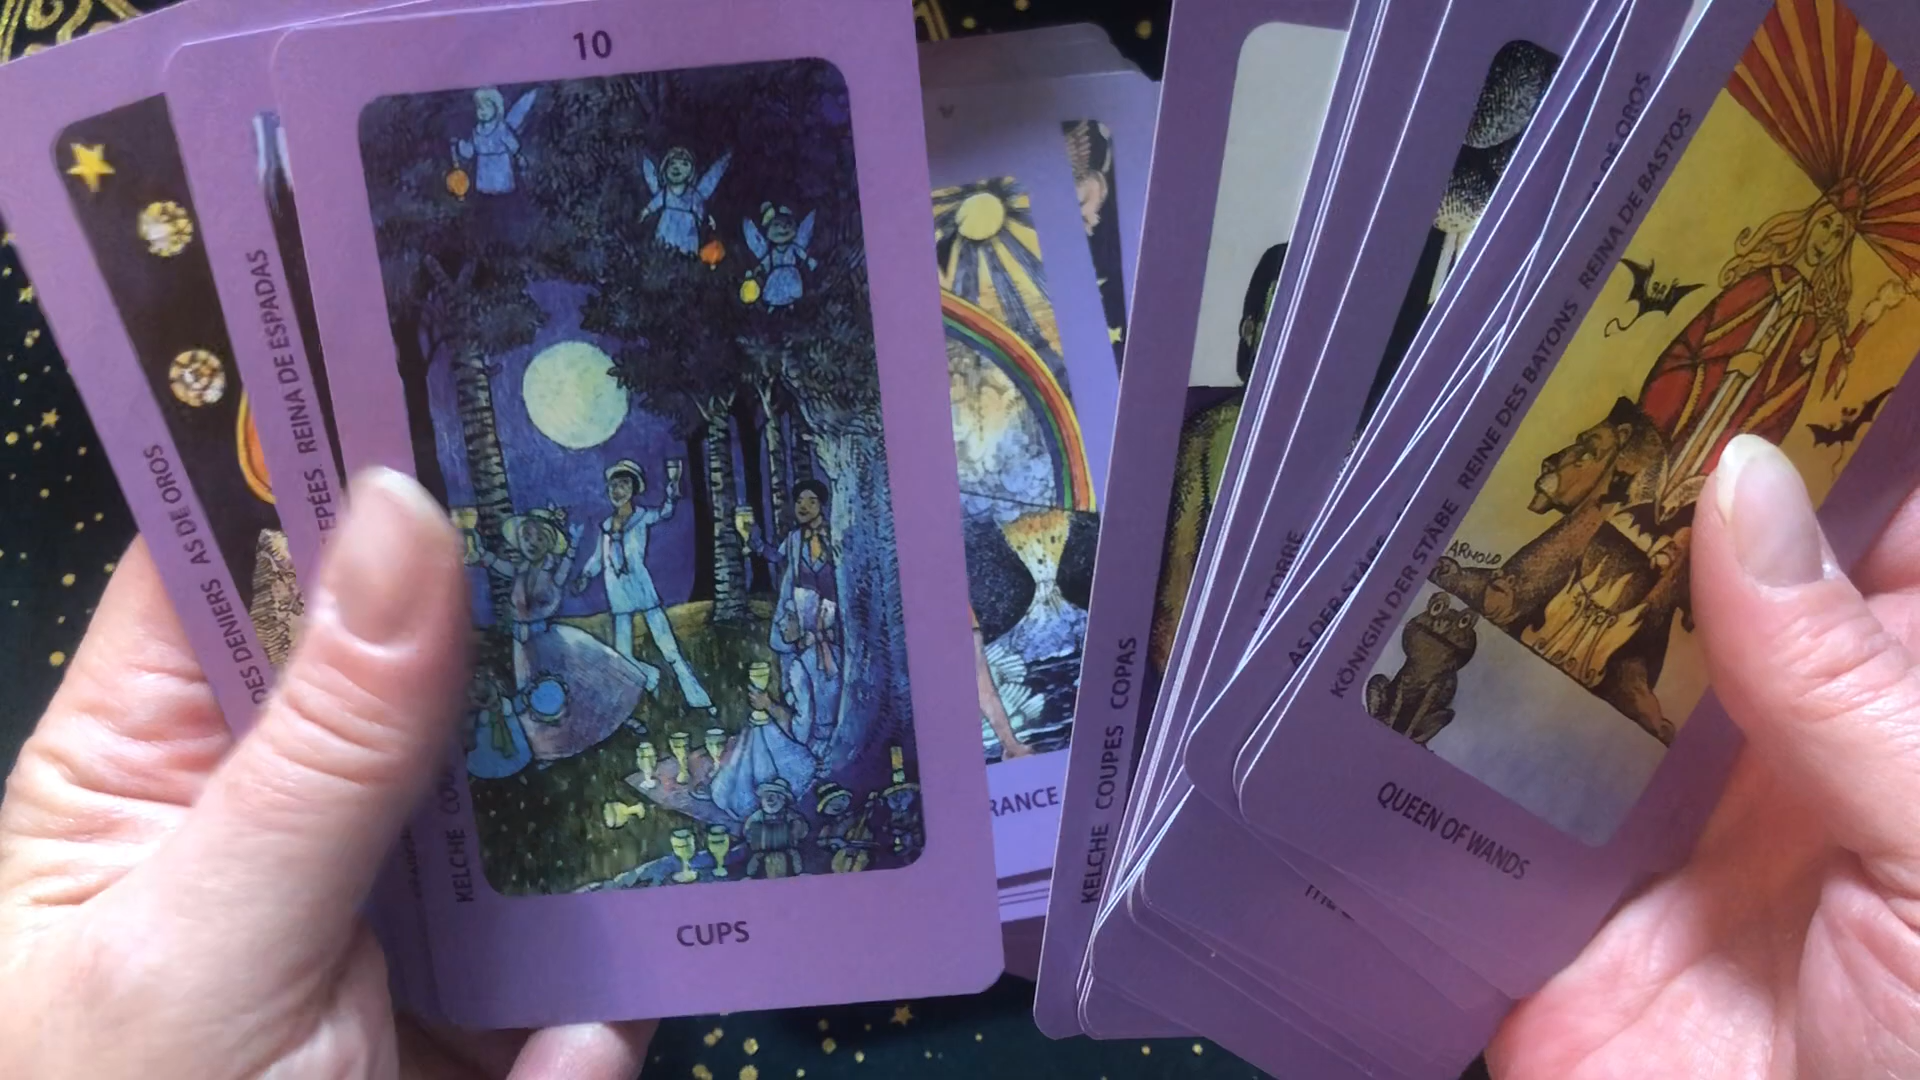 DES DENIERS AS DE OROS
EPÉES. REINA DE ESPADAS
10
KELCHE
CUPS
RANCE
KELCHE COUPES COPAS
TORRE
AS DER STÄBE
DE OROS
KÖNIGIN DER STÄBE REINE DES BATONS REINA DE BASTOS
ARNOLD
QUEEN OF WANDS